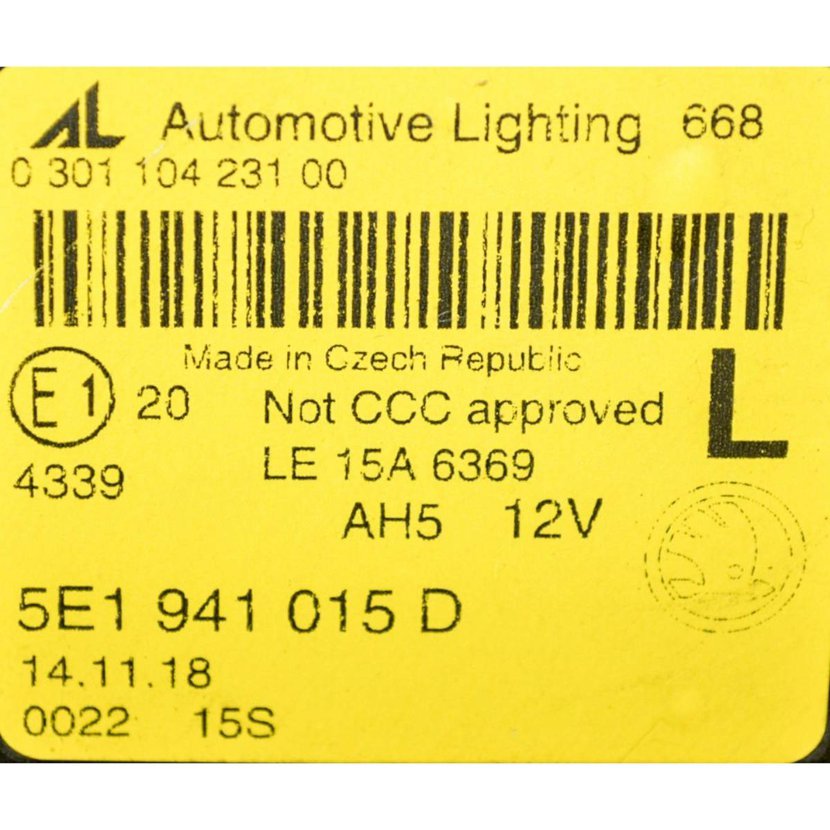 AL Automotive Lighting 668
0 301 104 231 00
Made in Czech Republic
E1 20 Not CCC approved L
4339 LE 15A 6369
AH5 12V
5E1 941 015 D
14.11.18
0022 15S